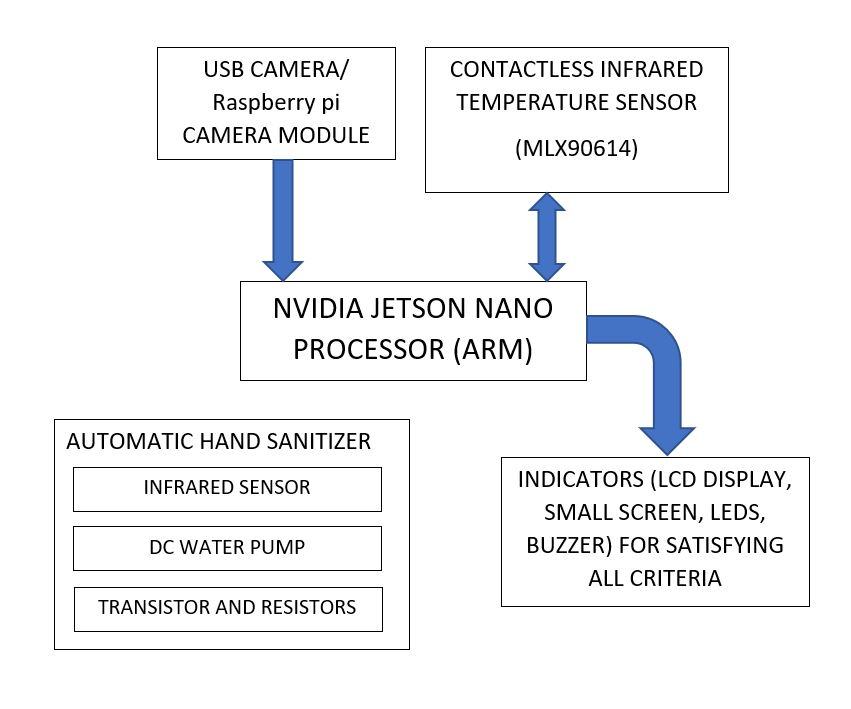 USB CAMERA/
Raspberry pi
CAMERA MODULE
CONTACTLESS INFRARED
TEMPERATURE SENSOR
(MLX90614)
NVIDIA JETSON NANO
PROCESSOR (ARM)
AUTOMATIC HAND SANITIZER
INFRARED SENSOR
DC WATER PUMP
TRANSISTOR AND RESISTORS
INDICATORS (LCD DISPLAY,
SMALL SCREEN, LEDS,
BUZZER) FOR SATISFYING
ALL CRITERIA